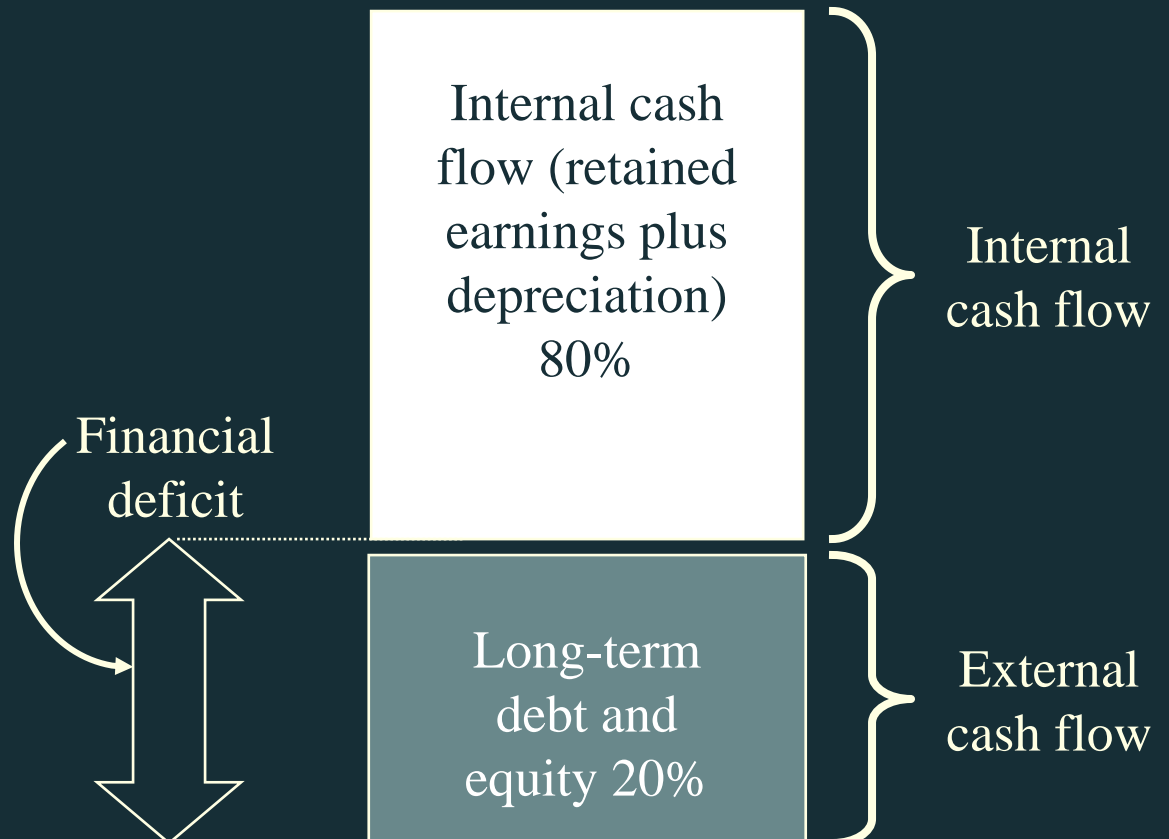 Internal cash
flow (retained
earnings plus
depreciation)
80%
Internal
cash flow
Financial
deficit
Long-term
debt and
equity 20%
External
cash flow